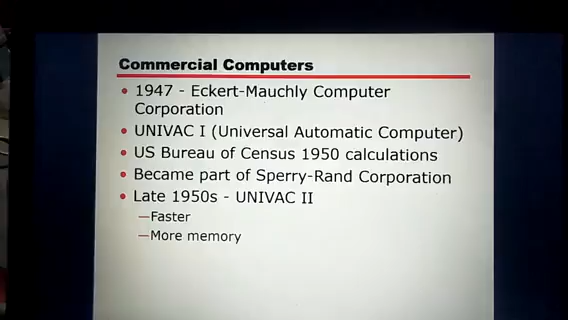 Commercial Computers
• 1947 - Eckert-Mauchly Computer
Corporation
• UNIVAC I (Universal Automatic Computer)
• US Bureau of Census 1950 calculations
• Became part of Sperry-Rand Corporation
• Late 1950s - UNIVAC II
—Faster
—More memory